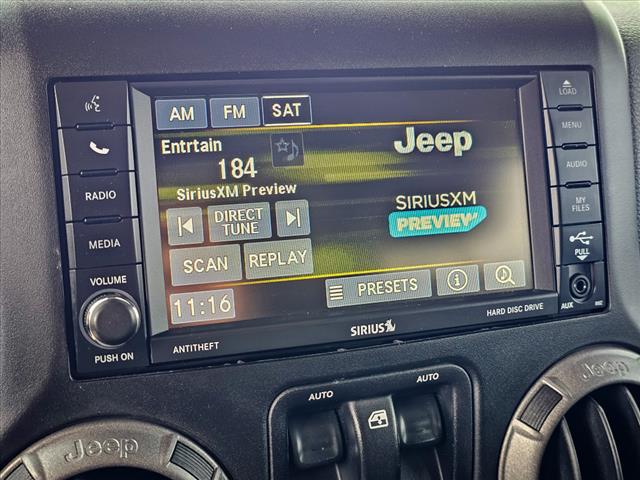 AM FM SAT
LOAD
MENU
Entrtain
Jeep
184
AUDIO
SiriusXM Preview
RADIO
MY
FILES
SIRIUSXM
PREVIEW
DIRECT
TUNE
MEDIA
PULL
SCAN REPLAY
VOLUME
PRESETS
11:16
AUX
PUSH ON
SIRIUS
HARD DISC DRIVE
ANTITHEFT
AUTO AUTO
Jeep
Jeep